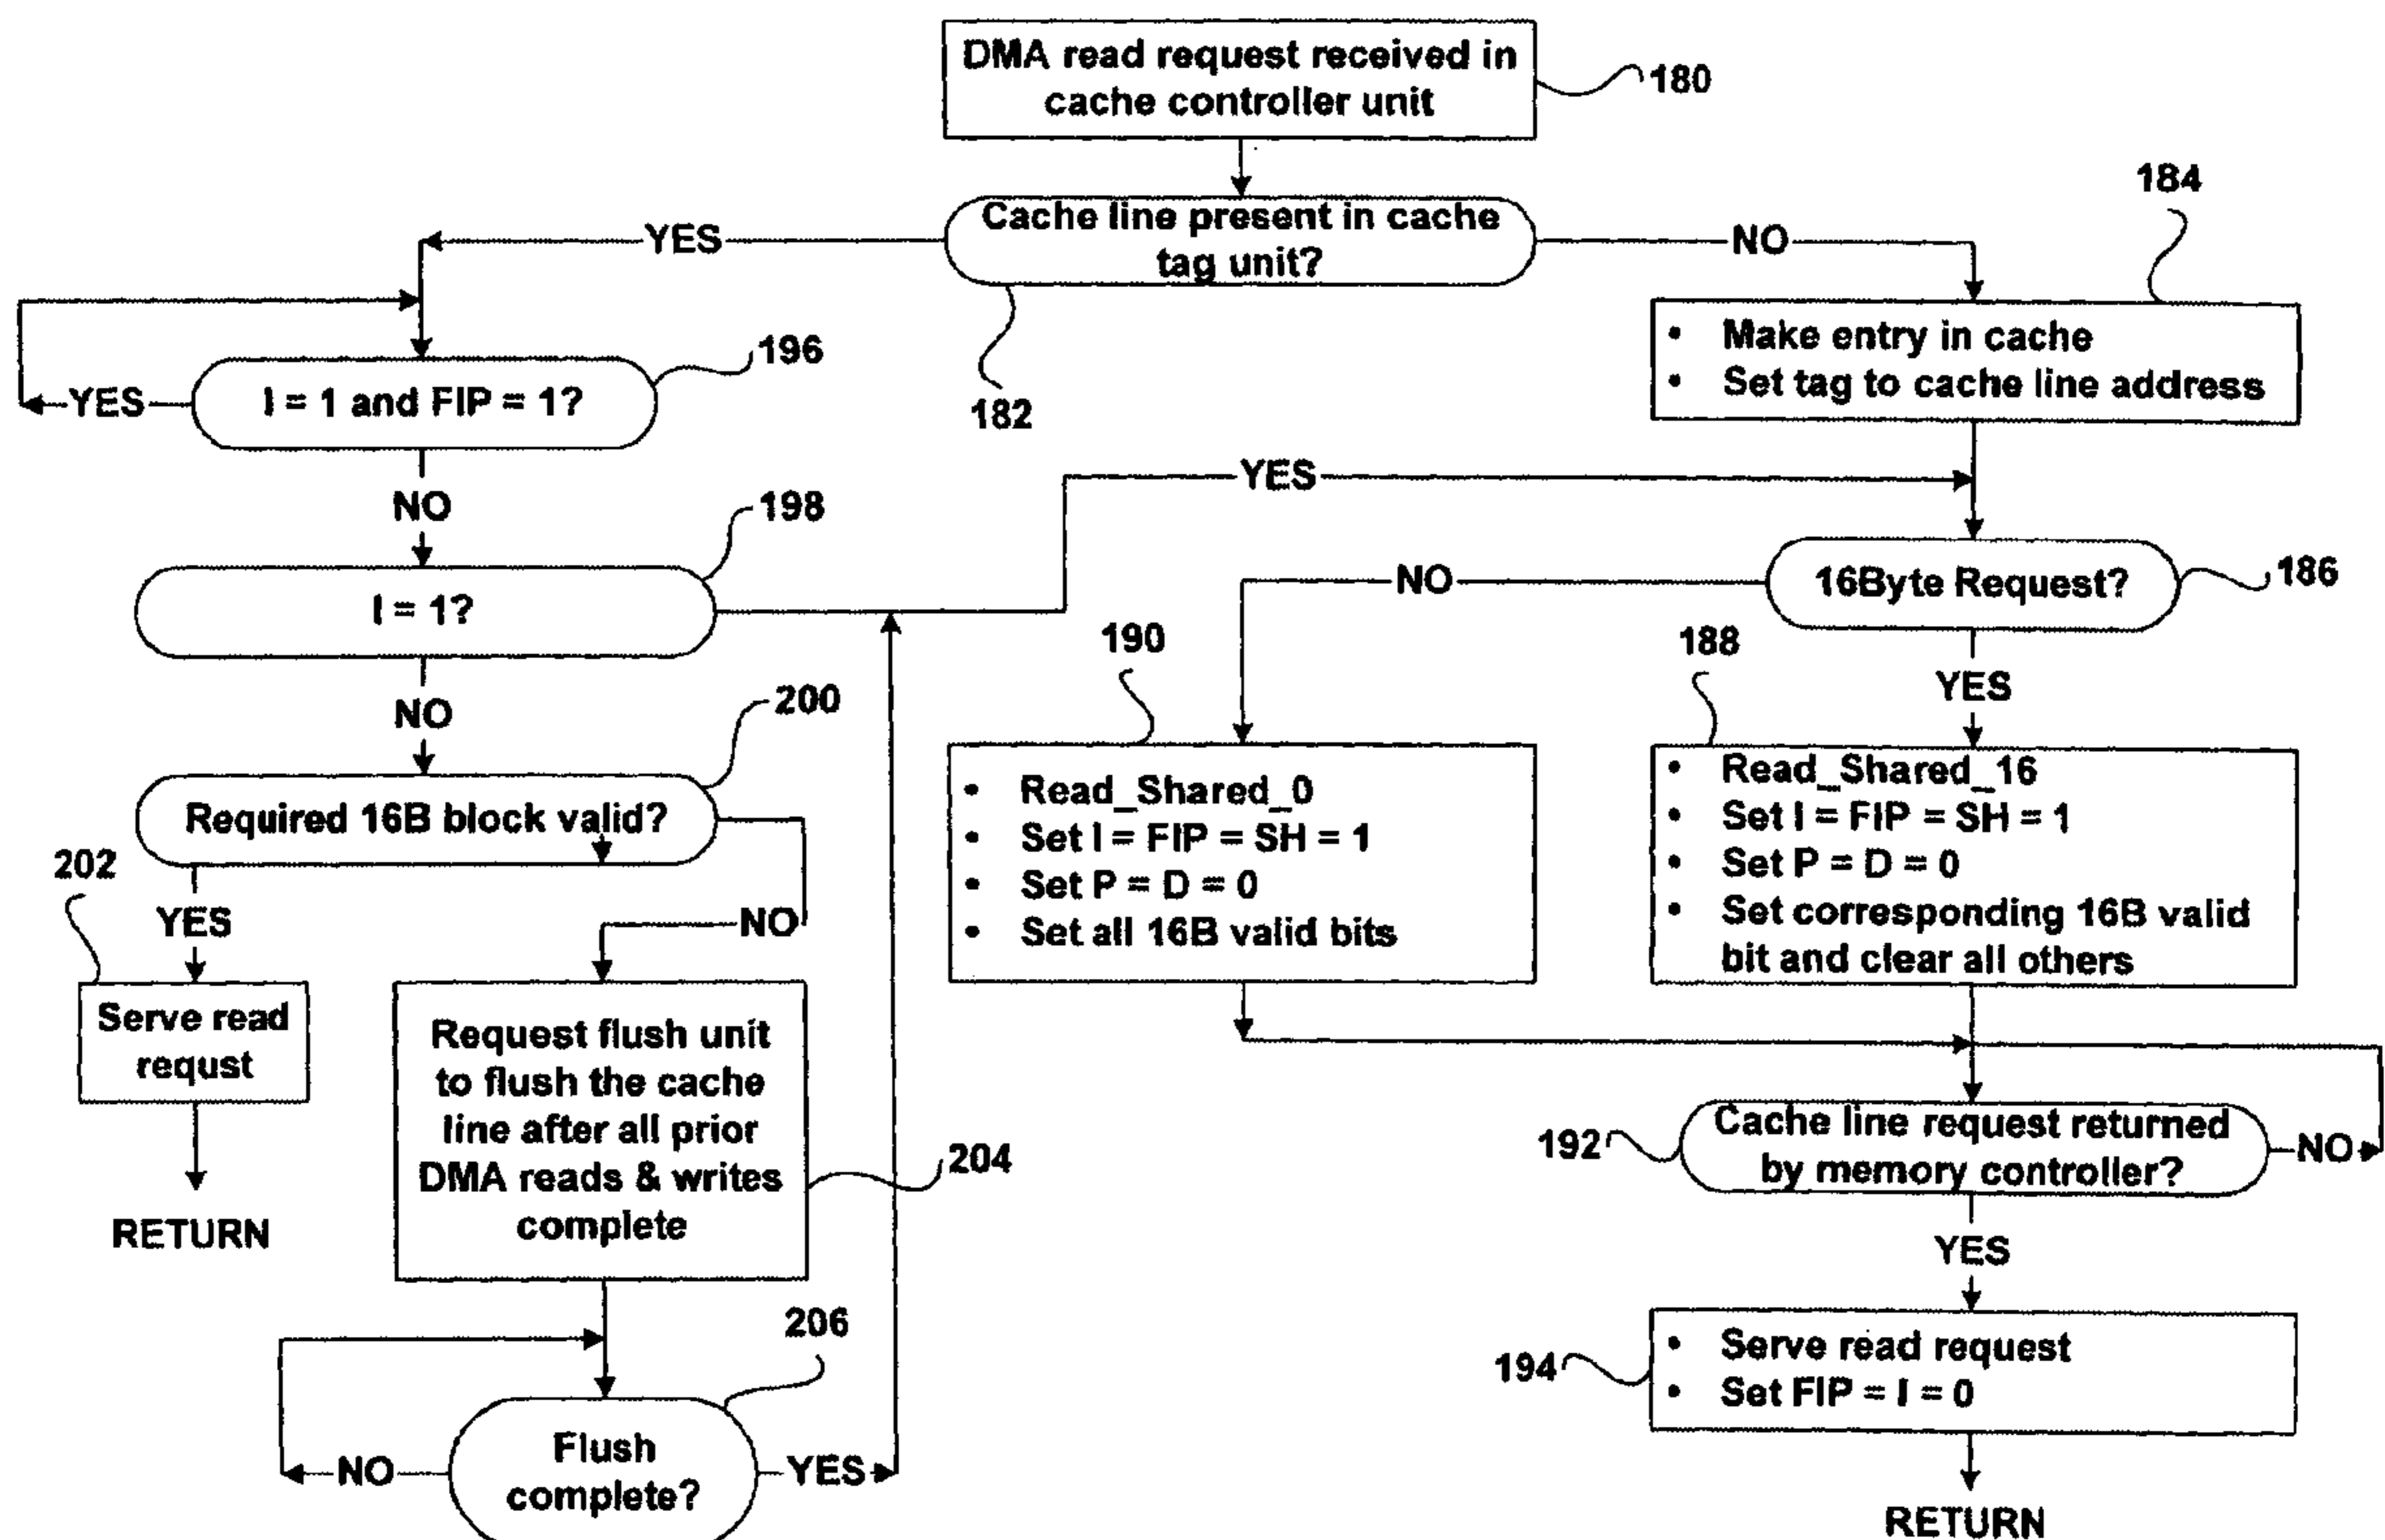 DMA read request received in
cache controller unit
180
184
Cache line present in cache
tag unit?
YES
NO
182
• Make entry in cache
• Set tag to cache line address
196
I = 1 and FIP = 1?
YES
NO
YES
198
I = 1?
NO
16Byte Request?
186
NO
YES
190
188
200
Required 16B block valid?
• Read_Shared_0
• Set I = FIP = SH = 1
• Set P = D = 0
• Set all 16B valid bits
• Read_Shared_16
• Set I = FIP = SH = 1
• Set P = D = 0
• Set corresponding 16B valid
bit and clear all others
202
YES
NO
Serve read
requst
RETURN
Request flush unit
to flush the cache
line after all prior
DMA reads & writes
complete
204
192
Cache line request returned
by memory controller?
NO
YES
206
Flush
complete?
NO
YES
194
• Serve read request
• Set FIP = I = 0
RETURN